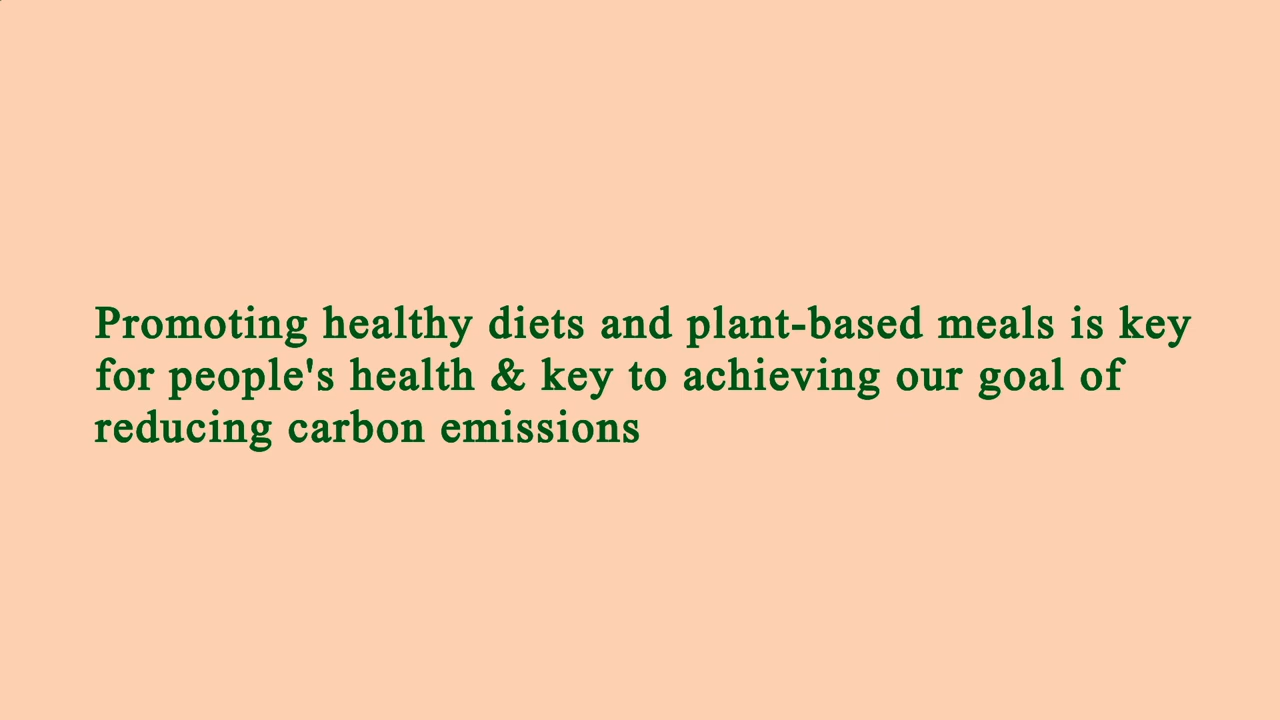 Promoting healthy diets and plant-based meals is key
for people's health & key to achieving our goal of
reducing carbon emissions